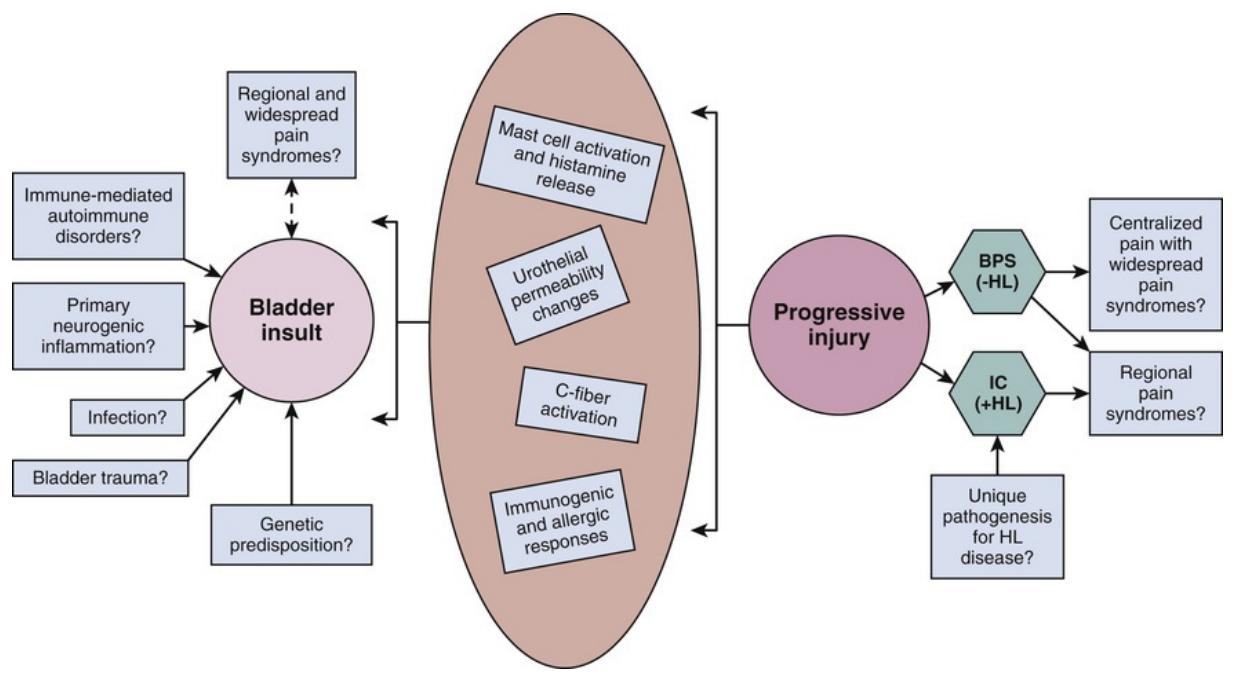 Regional and
widespread
pain
syndromes?
Immune-mediated
autoimmune
disorders?
Primary
neurogenic
inflammation?
Infection?
Bladder trauma?
Genetic
predisposition?
Bladder
insult
Mast cell activation
and histamine
release
Urothelial
permeability
changes
C-fiber
activation
Immunogenic
and allergic
responses
Progressive
injury
BPS
(-HL)
IC
(+HL)
Centralized
pain with
widespread
pain
syndromes?
Regional
pain
syndromes?
Unique
pathogenesis
for HL
disease?